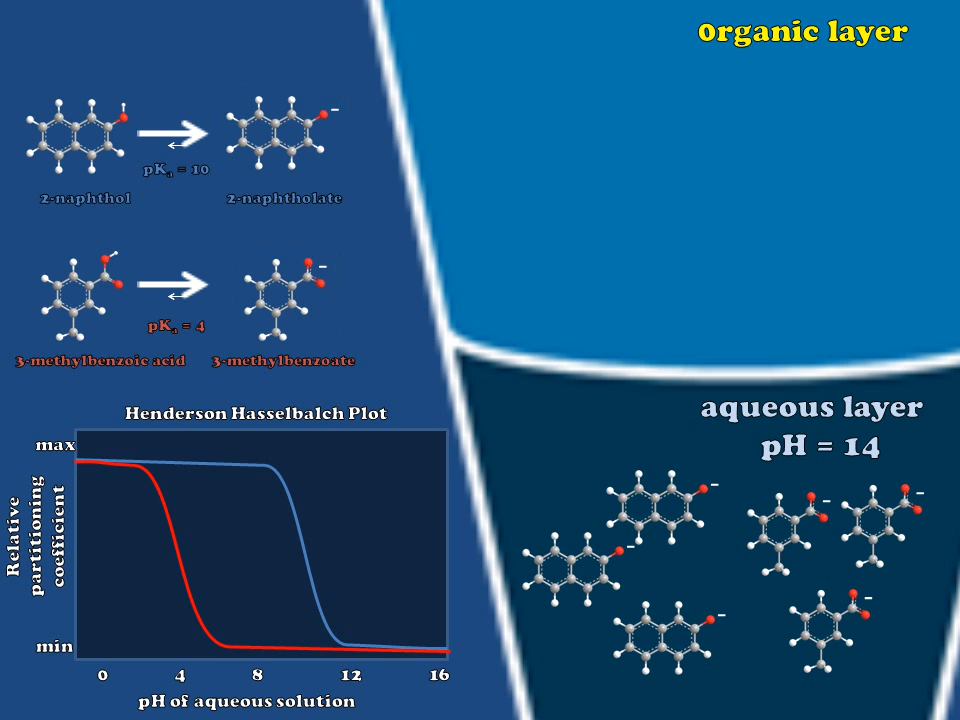 0rganic layer
pKa = 10
2-naphthol
2-naphtholate
pKa = 4
3-methylbenzoic acid
3-methylbenzoate
Henderson Hasselbalch Plot
max
Relative
partitioning
coefficient
min
0 4 8 12 16
pH of aqueous solution
aqueous layer
pH = 14